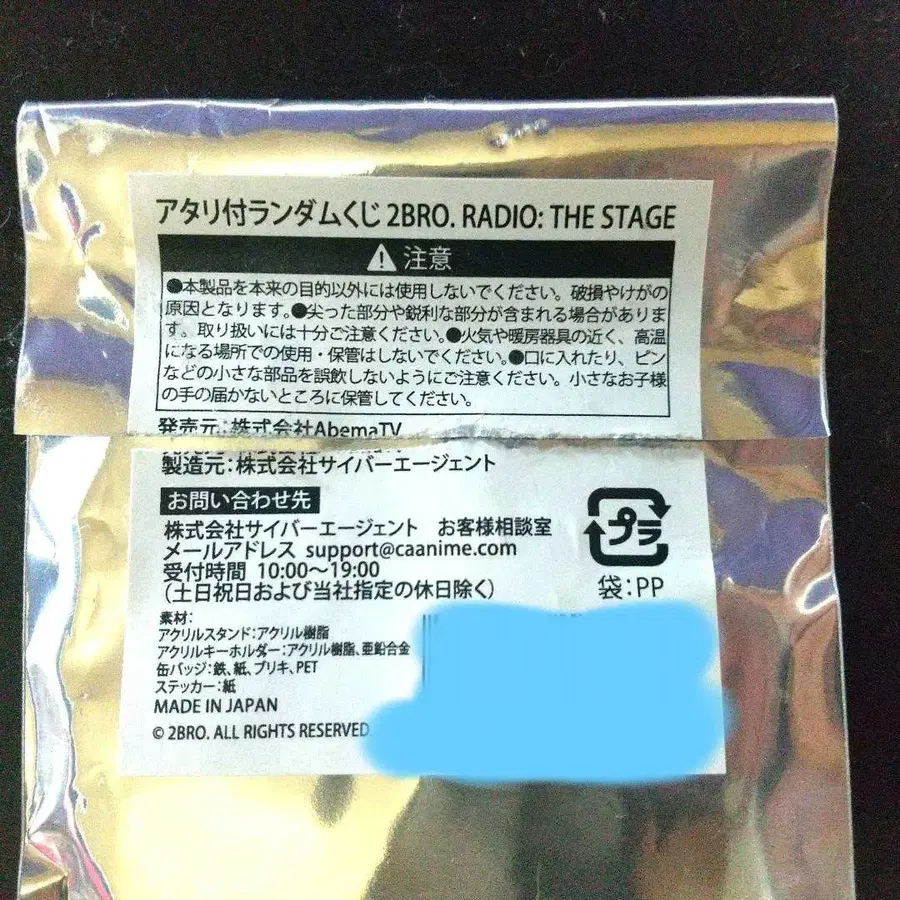 アタリ付ランダムくじ 2BRO. RADIO: THE STAGE
注意
●本製品を本来の目的以外には使用しないでください。破損やけがの
原因となります。●尖った部分や鋭利な部分が含まれる場合がありま
す。取り扱いには十分ご注意ください。●火気や暖房器具の近く、高温
になる場所での使用・保管はしないでください。●口に入れたり、ピン
などの小さな部品を誤飲しないようにご注意ください。小さなお子様
の手の届かないところに保管してください。
発売元:株式会社AbemaTV
製造元:株式会社サイバーエージェント
お問い合わせ先
株式会社サイバーエージェント お客様相談室
メールアドレス support@caanime.com
受付時間 10:00～19:00
(土日祝日および当社指定の休日除く)
プラ
袋:PP
素材:
アクリルスタンド:アクリル樹脂
アクリルキーホルダー:アクリル樹脂、亜鉛合金
缶バッジ:鉄、紙、ブリキ、PET
ステッカー:紙
MADE IN JAPAN
© 2BRO. ALL RIGHTS RESERVED